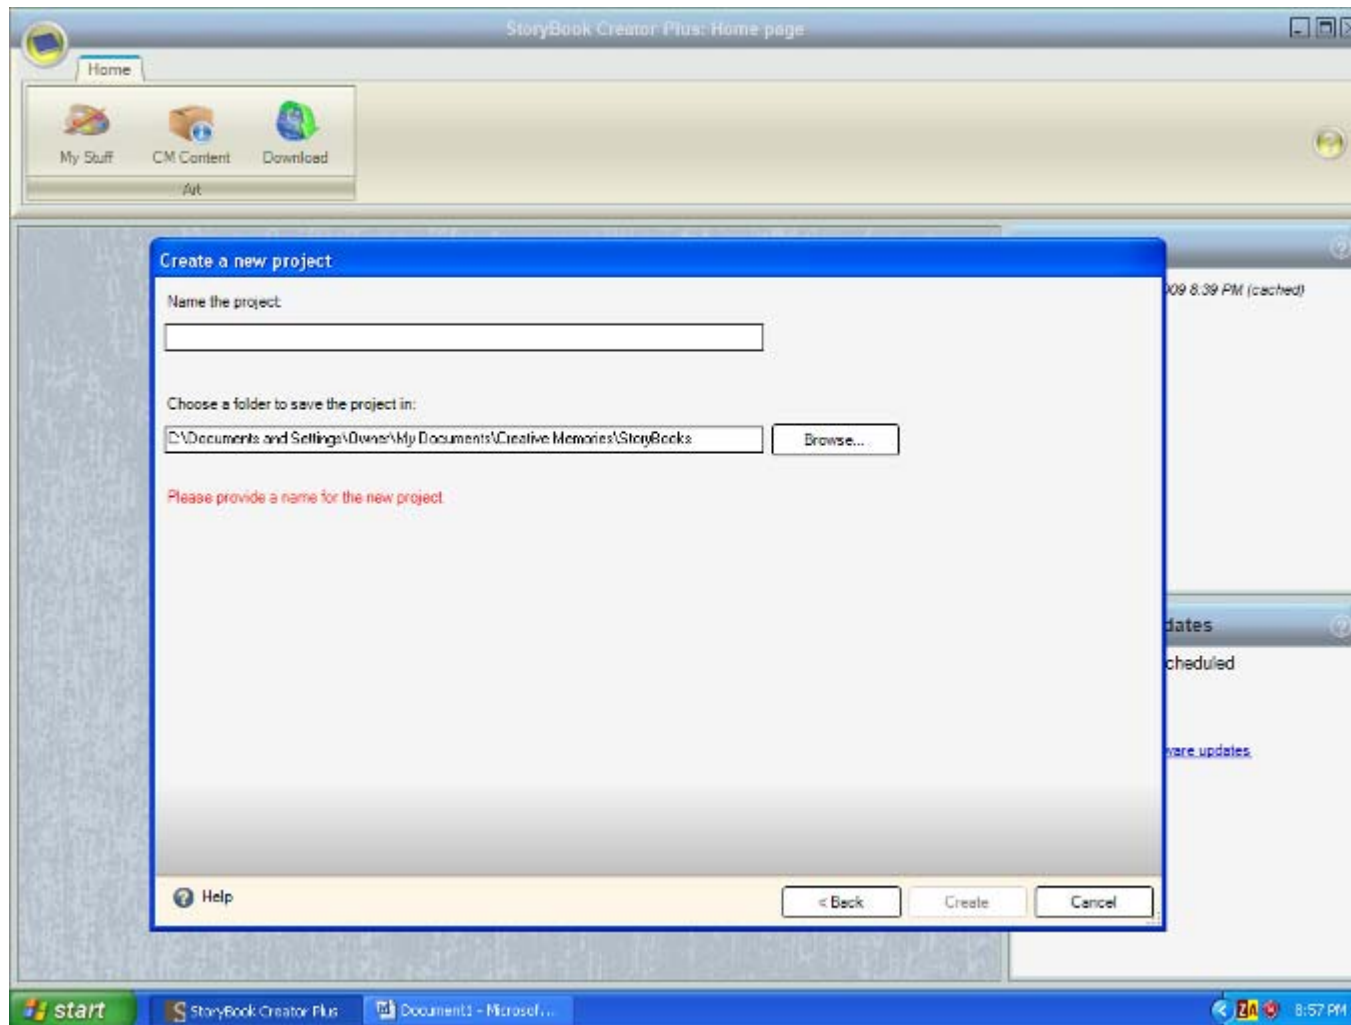 StoryBook Creator Plus: Home page
Home
My Stuff
CM Content
Download
Art
Create a new project
Name the project:
Choose a folder to save the project in:
C:\Documents and Settings\Owner\My Documents\Creative Memories\StoryBooks
Browse...
Please provide a name for the new project
009 8:39 PM (cached)
dates
cheduled
ware updates
Help
< Back
Create
Cancel
start
StoryBook Creator Plus
Document1 - Microsof...
ZA
8:57 PM